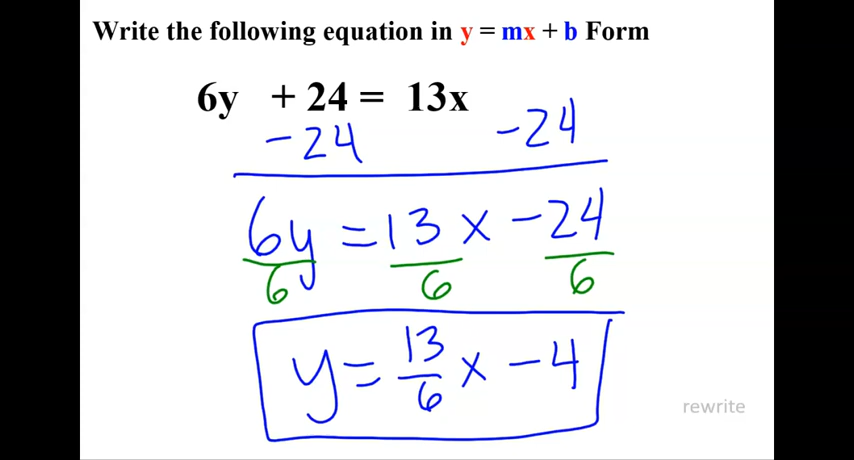 Write the following equation in y = mx + b Form
6y + 24 = 13x
-24 -24
6y = 13x - 24
6 6 6
y = 13/6 x - 4
rewrite